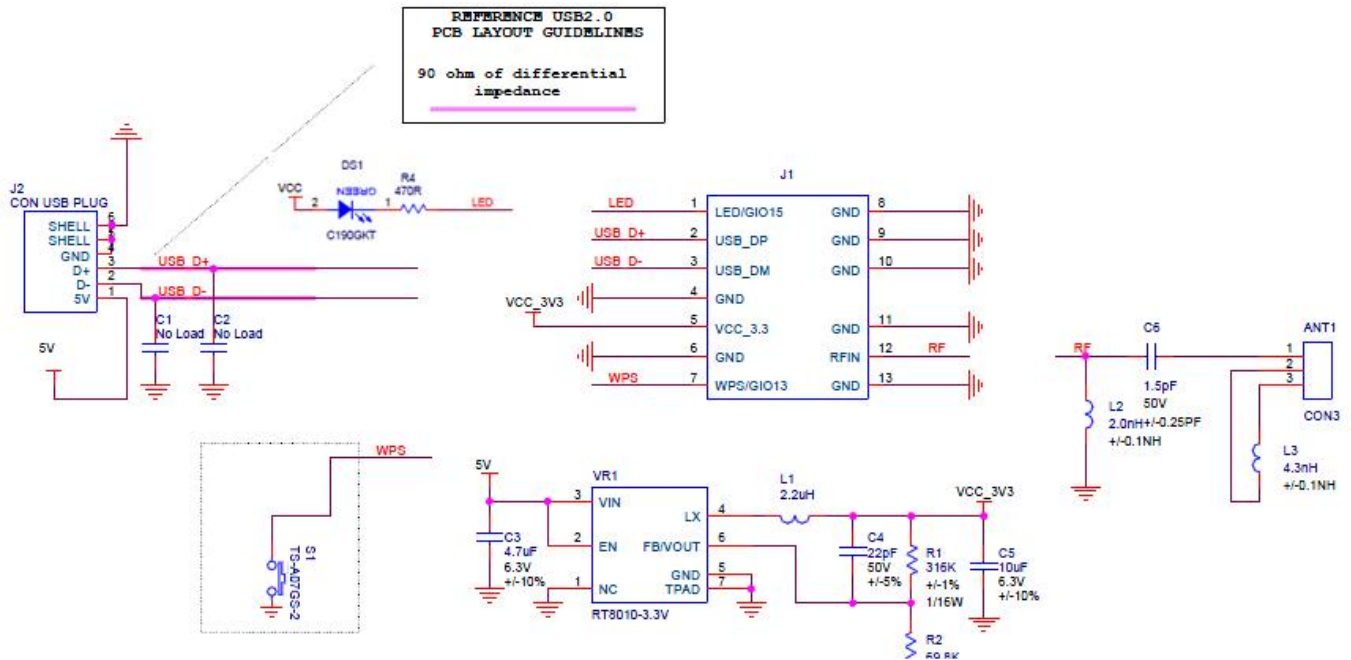 REFERENCE USB2.0
PCB LAYOUT GUIDELINES
90 ohm of differential
impedance
J2
CON USB PLUG
SHELL
SHELL
GND
D+
D-
5V
6
5
4
3
2
1
USB_D+
USB_D-
C1
No Load
C2
No Load
5V
DS1
VCC
2
GREEN
1
C190GKT
R4
470R
LED
J1
LED
1
LED/GIO15
GND
8
USB_D+
2
USB_DP
GND
9
USB_D-
3
USB_DM
GND
10
4
GND
VCC_3V3
5
VCC_3.3
GND
11
6
GND
RFIN
12
RF
WPS
7
WPS/GIO13
GND
13
RF
C6
1.5pF
50V
+/-0.25PF
L2
2.0nH
+/-0.1NH
ANT1
1
2
3
CON3
L3
4.3nH
+/-0.1NH
WPS
S1
TS-A07GS-2
5V
C3
4.7uF
6.3V
+/-10%
VR1
3
VIN
2
EN
1
NC
LX
4
FB/VOUT
6
GND
5
TPAD
7
RT8010-3.3V
L1
2.2uH
VCC_3V3
C4
22pF
50V
+/-5%
R1
316K
+/-1%
1/16W
C5
10uF
6.3V
+/-10%
R2
69.8K